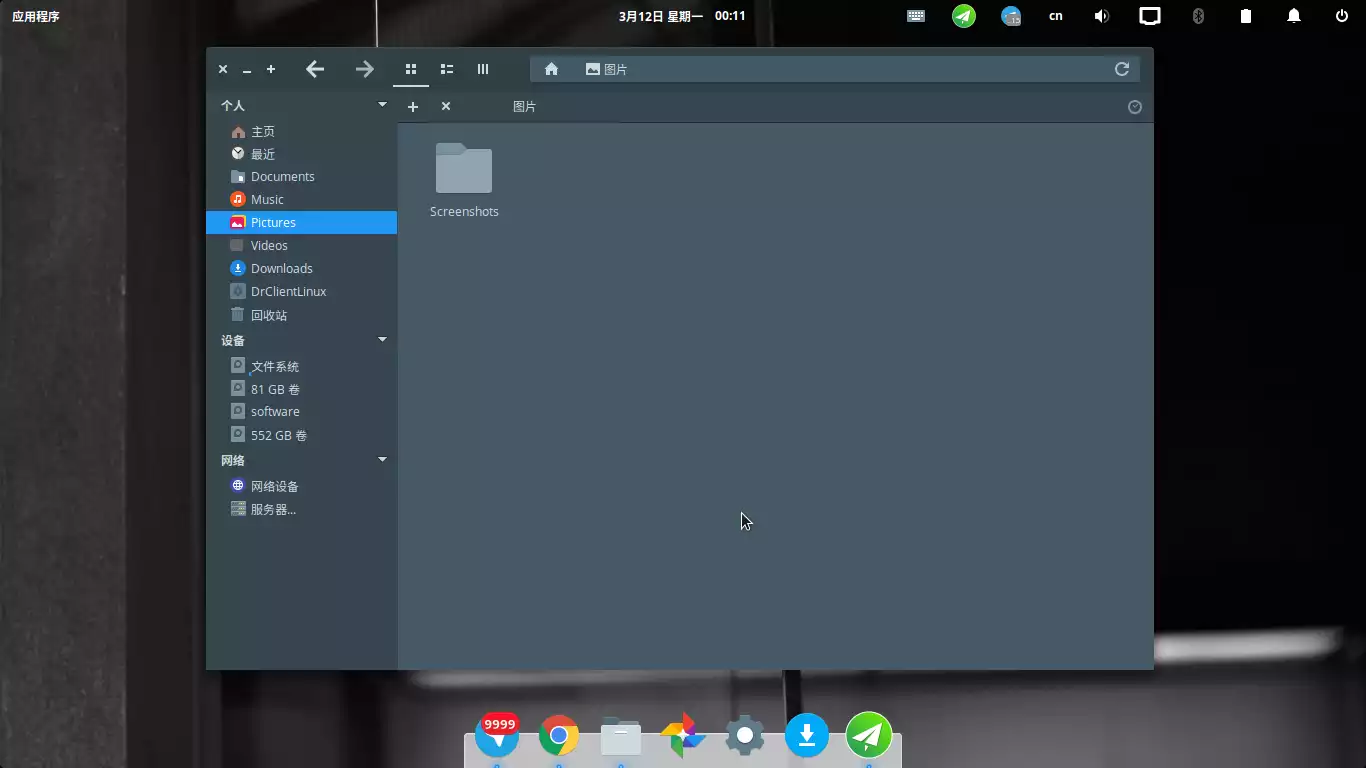 应用程序
3月12日 星期一 00:11
cn
图片
个人
图片
主页
最近
Documents
Music
Pictures
Videos
Downloads
DrClientLinux
回收站
设备
文件系统
81 GB 卷
software
552 GB 卷
网络
网络设备
服务器...
Screenshots
9999